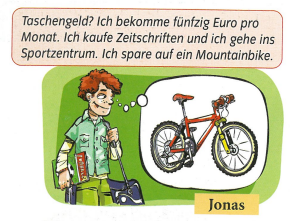 Taschengeld? Ich bekomme fünfzig Euro pro
Monat. Ich kaufe Zeitschriften und ich gehe ins
Sportzentrum. Ich spare auf ein Mountainbike.
Jonas